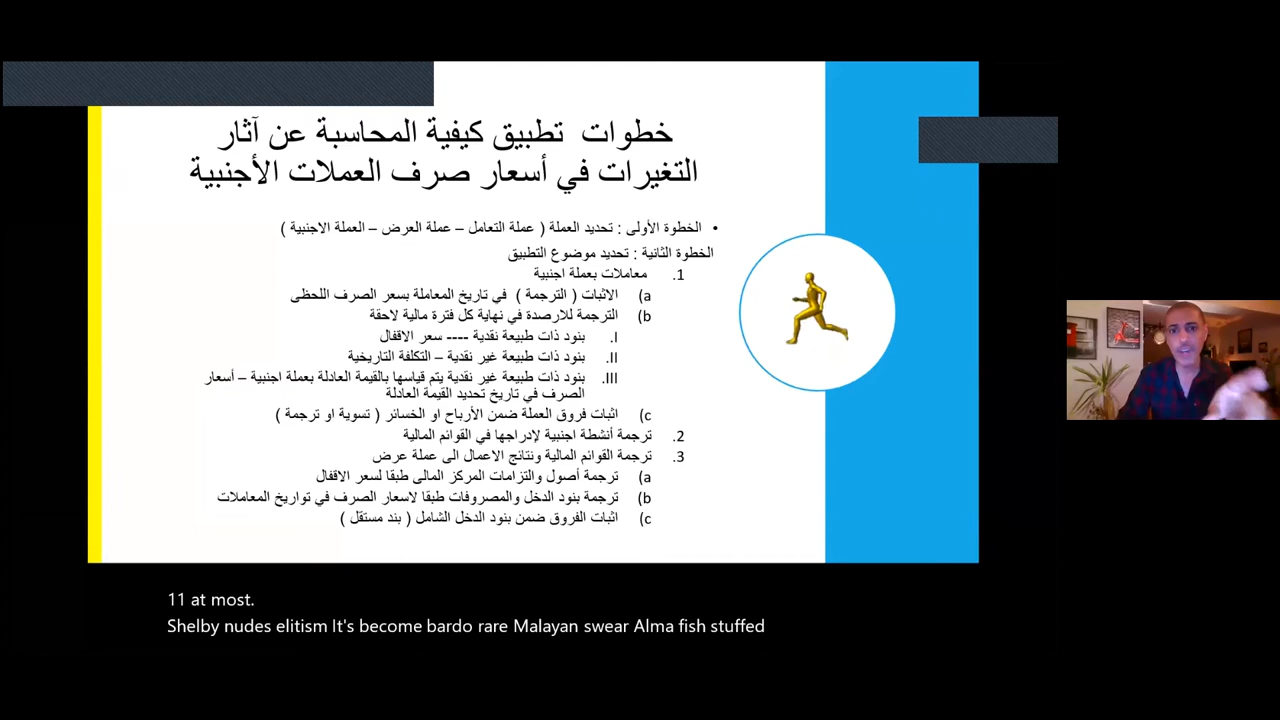 خطوات تطبيق كيفية المحاسبة عن آثار
التغيرات في أسعار صرف العملات الأجنبية
• الخطوة الأولى : تحديد العملة ( عملة التعامل – عملة العرض – العملة الاجنبية )
الخطوة الثانية : تحديد موضوع التطبيق
1. معاملات بعملة اجنبية
a) الاثبات ( الترجمة ) في تاريخ المعاملة بسعر الصرف اللحظى
b) الترجمة للارصدة في نهاية كل فترة مالية لاحقة
I. بنود ذات طبيعة نقدية ---- سعر الاقفال
II. بنود ذات طبيعة غير نقدية – التكلفة التاريخية
III. بنود ذات طبيعة غير نقدية يتم قياسها بالقيمة العادلة بعملة اجنبية – أسعار
الصرف في تاريخ تحديد القيمة العادلة
c) اثبات فروق العملة ضمن الأرباح او الخسائر ( تسوية او ترجمة )
2. ترجمة أنشطة اجنبية لإدراجها في القوائم المالية
3. ترجمة القوائم المالية ونتائج الاعمال الى عملة عرض
a) ترجمة أصول والتزامات المركز المالى طبقا لسعر الاقفال
b) ترجمة بنود الدخل والمصروفات طبقا لاسعار الصرف في تواريخ المعاملات
c) اثبات الفروق ضمن بنود الدخل الشامل ( بند مستقل )
11 at most.
Shelby nudes elitism It's become bardo rare Malayan swear Alma fish stuffed